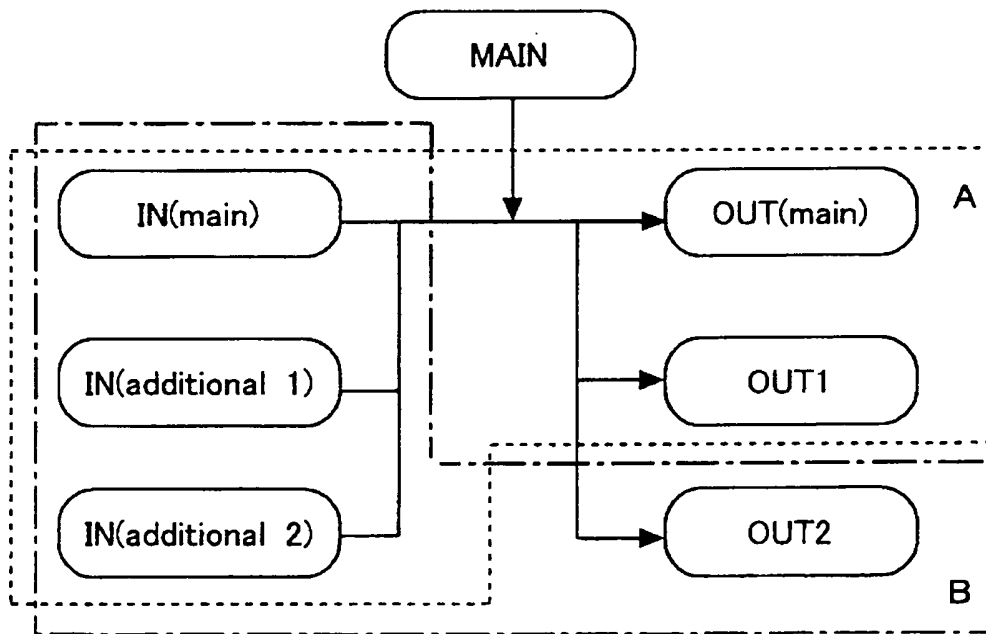 MAIN
IN(main)
OUT(main)
A
IN(additional 1)
OUT1
IN(additional 2)
OUT2
B